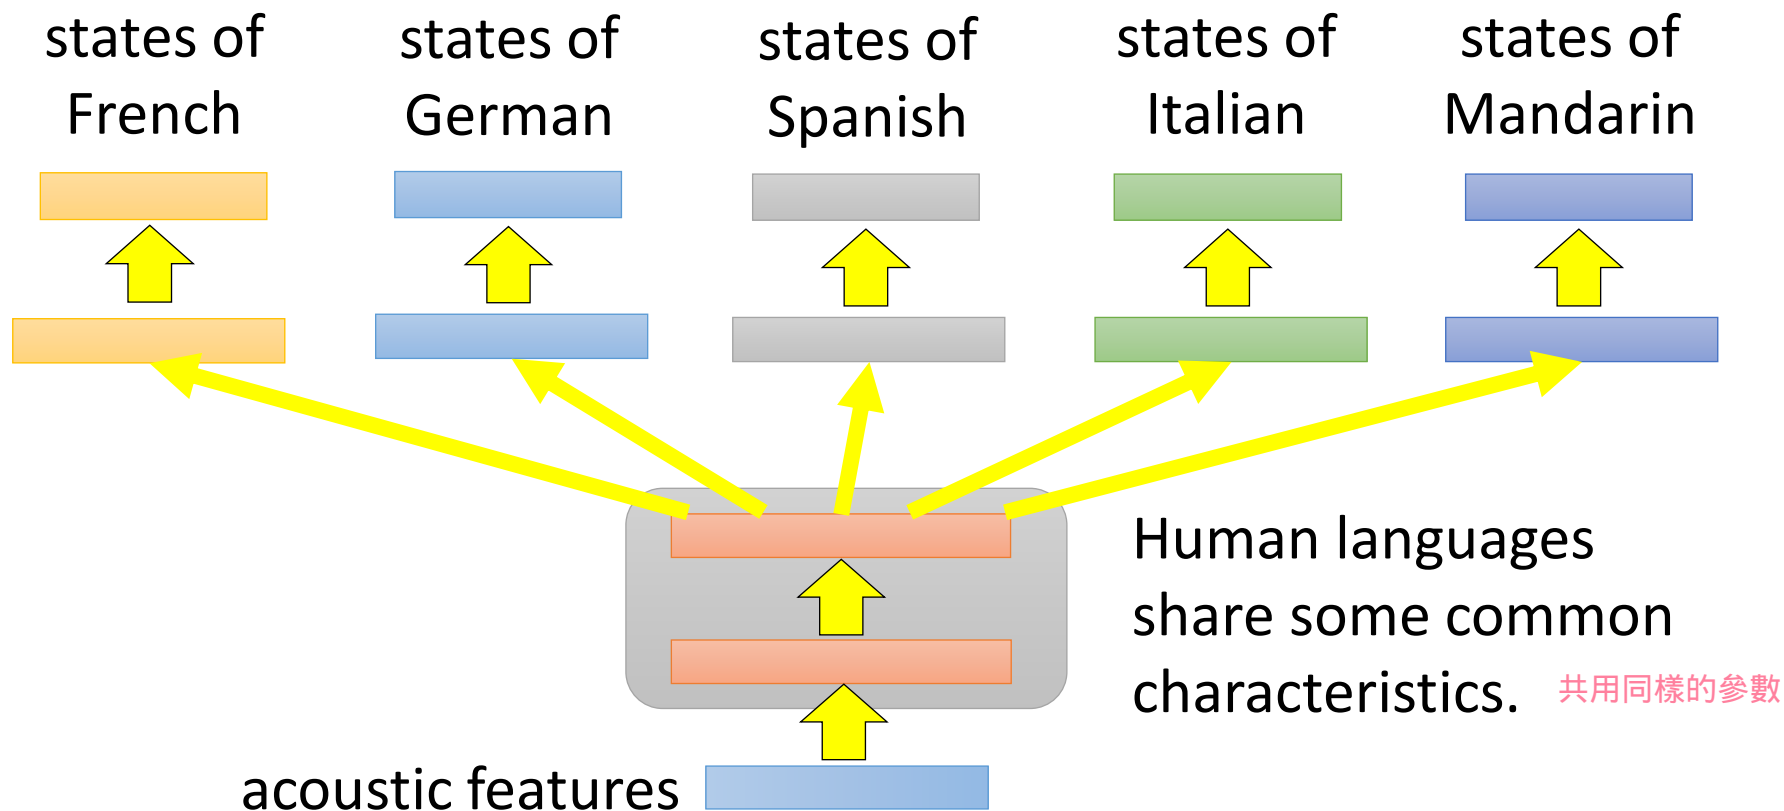 states of
French
states of
German
states of
Spanish
states of
Italian
states of
Mandarin
Human languages
share some common
characteristics.
共用同樣的參數
acoustic features